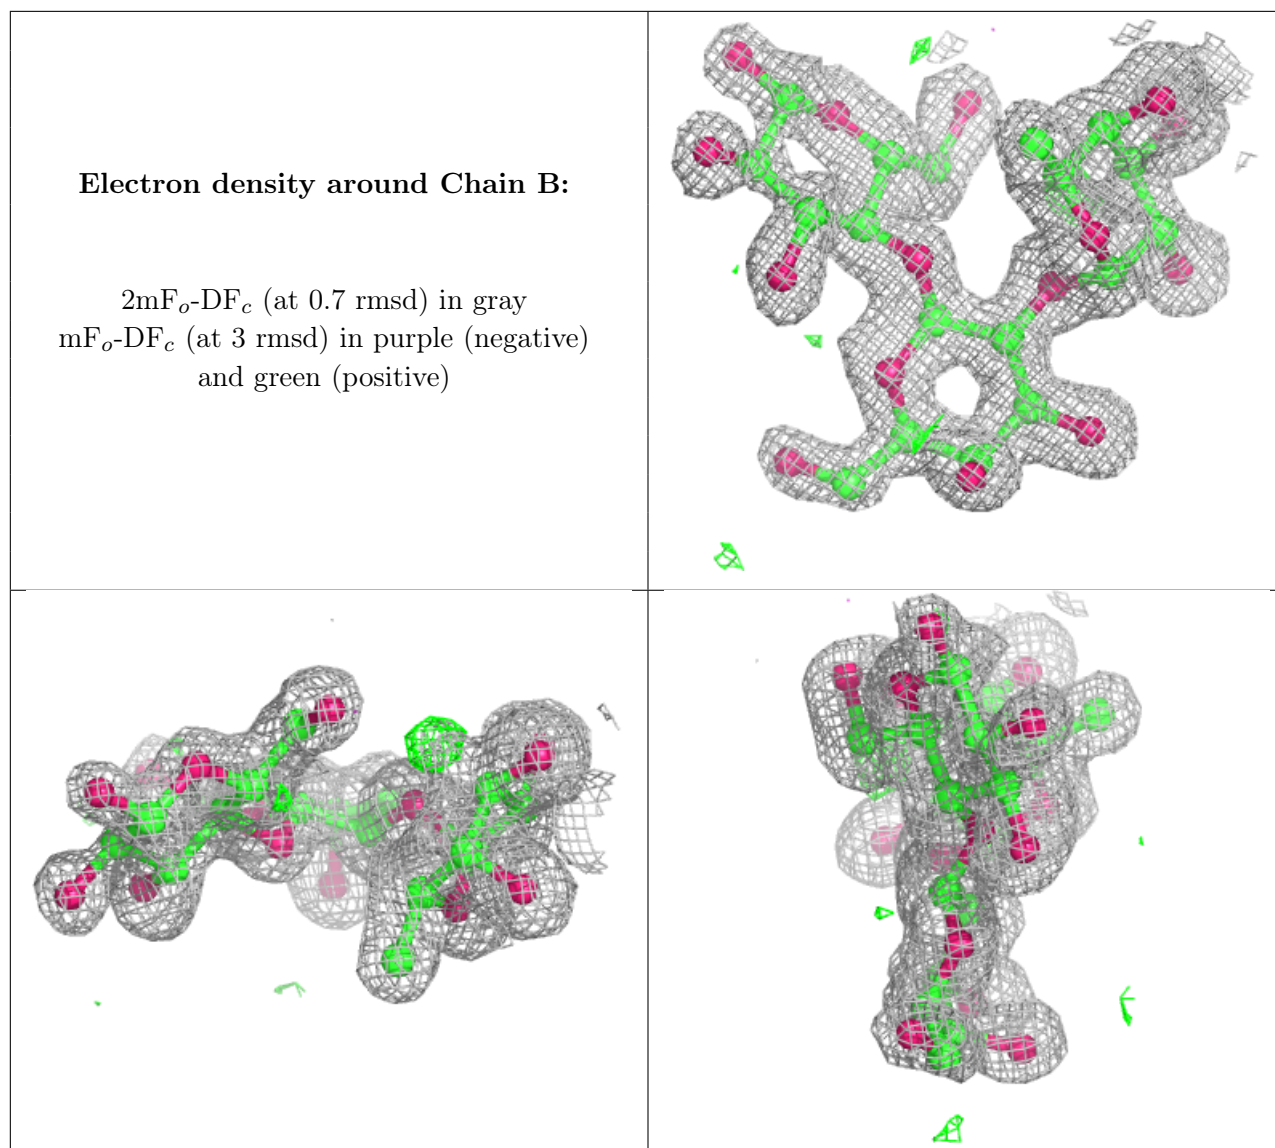 Electron density around Chain B:
2mFo-DFc (at 0.7 rmsd) in gray
mFo-DFc (at 3 rmsd) in purple (negative)
and green (positive)